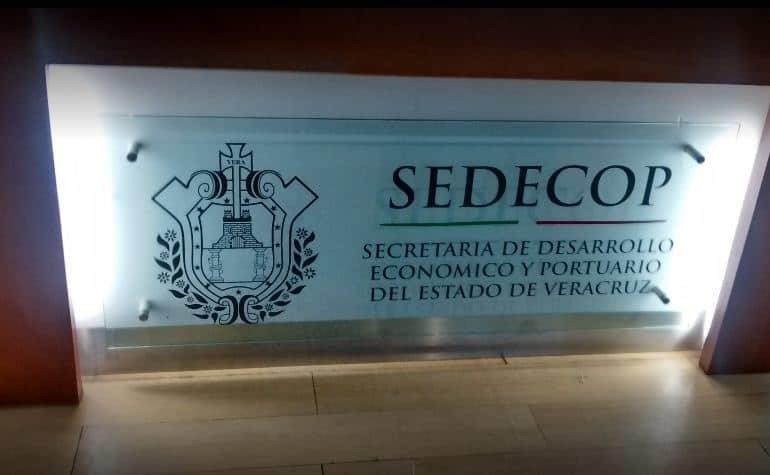 VERA
SEDECOP
SECRETARIA DE DESARROLLO
ECONOMICO Y PORTUARIO
DEL ESTADO DE VERACRUZ